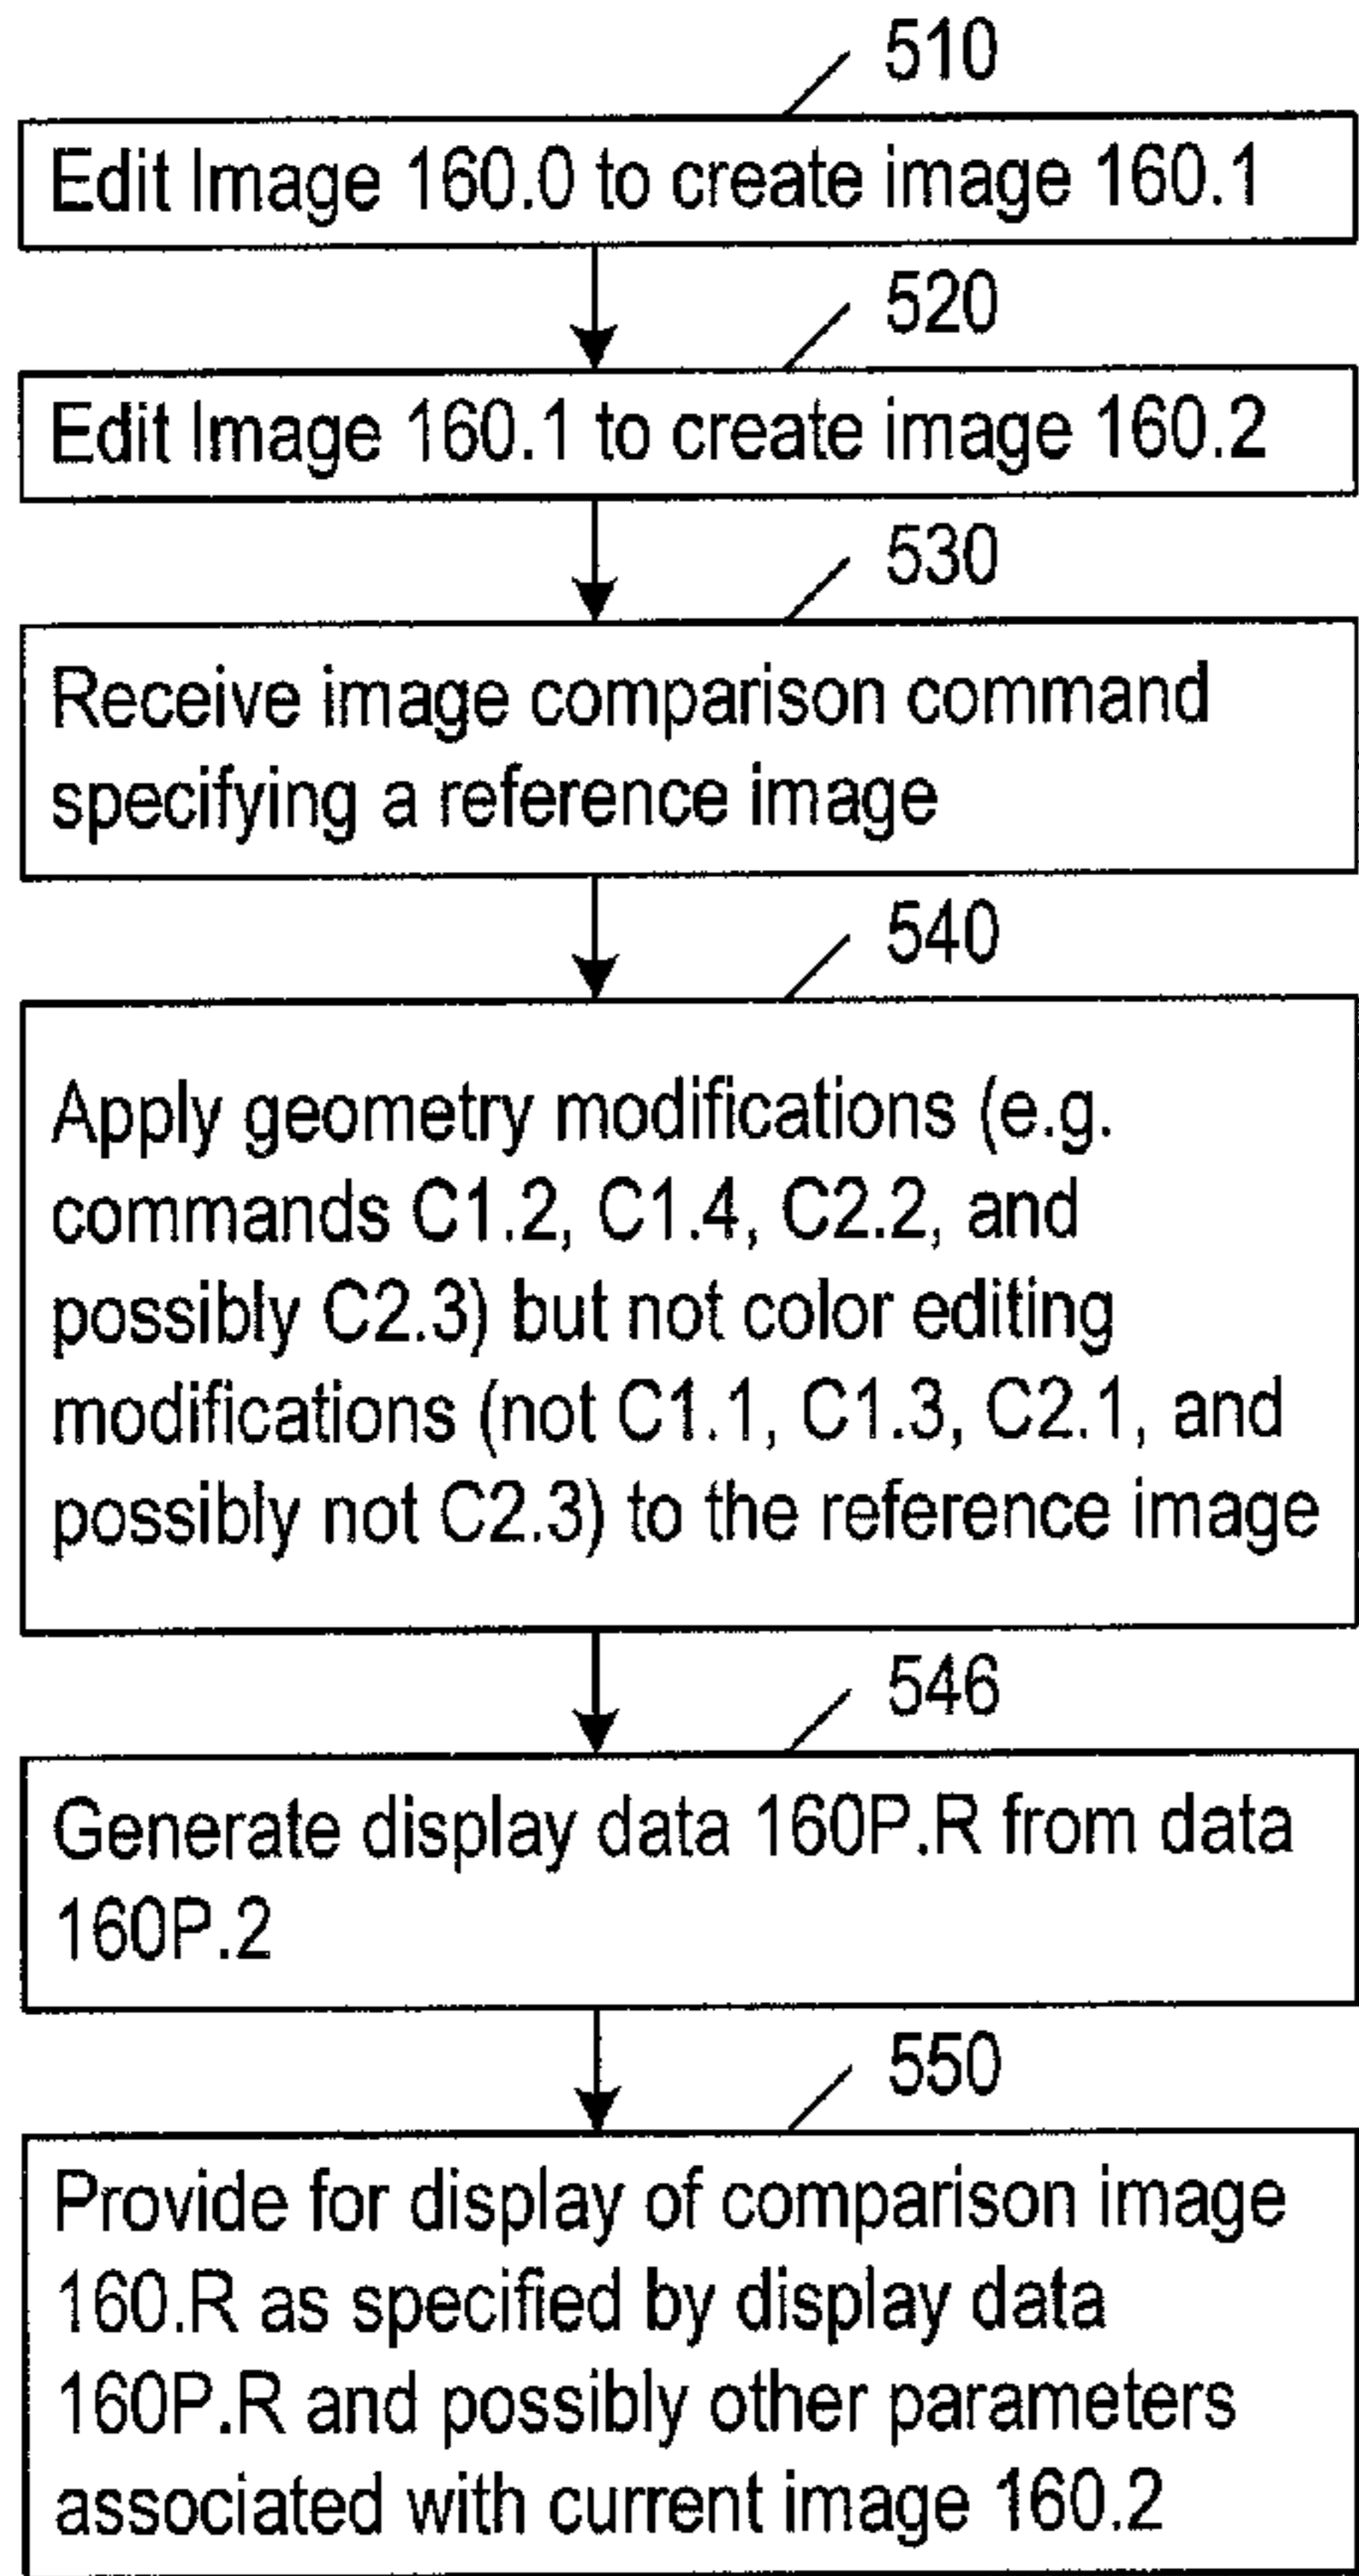 510
Edit Image 160.0 to create image 160.1
520
Edit Image 160.1 to create image 160.2
530
Receive image comparison command
specifying a reference image
540
Apply geometry modifications (e.g.
commands C1.2, C1.4, C2.2, and
possibly C2.3) but not color editing
modifications (not C1.1, C1.3, C2.1, and
possibly not C2.3) to the reference image
546
Generate display data 160P.R from data
160P.2
550
Provide for display of comparison image
160.R as specified by display data
160P.R and possibly other parameters
associated with current image 160.2